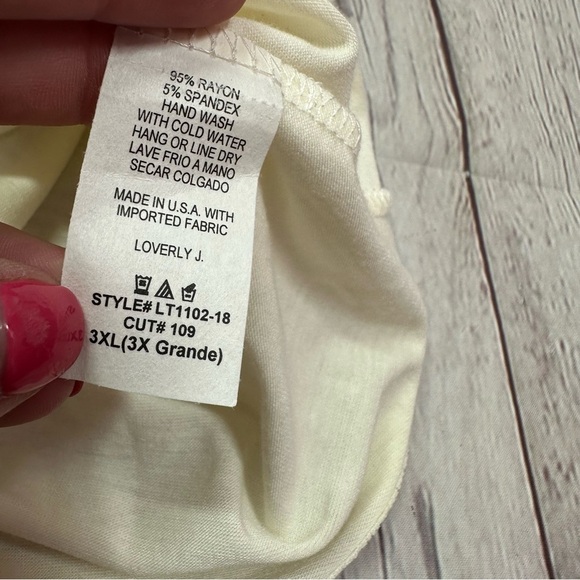 95% RAYON
5% SPANDEX
HAND WASH
WITH COLD WATER
HANG OR LINE DRY
LAVE FRIO A MANO
SECAR COLGADO
MADE IN U.S.A. WITH
IMPORTED FABRIC
LOVERLY J.
STYLE# LT1102-18
CUT# 109
3XL(3X Grande)